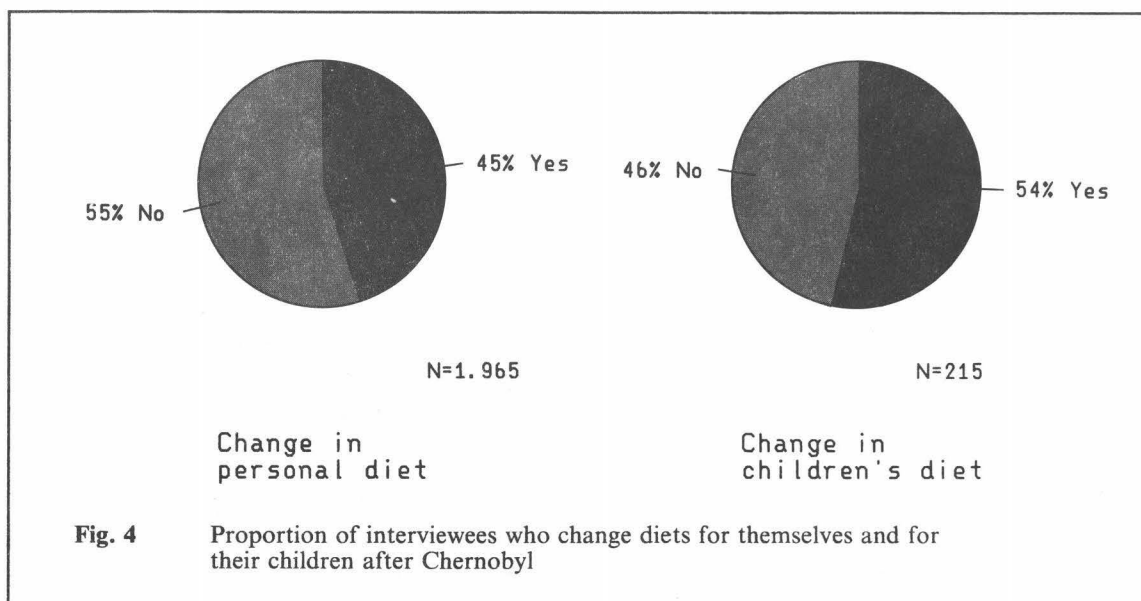 45% Yes
55% No
N=1.965
Change in
personal diet
46% No
54% Yes
N=215
Change in
children's diet
Fig. 4 Proportion of interviewees who change diets for themselves and for
their children after Chernobyl